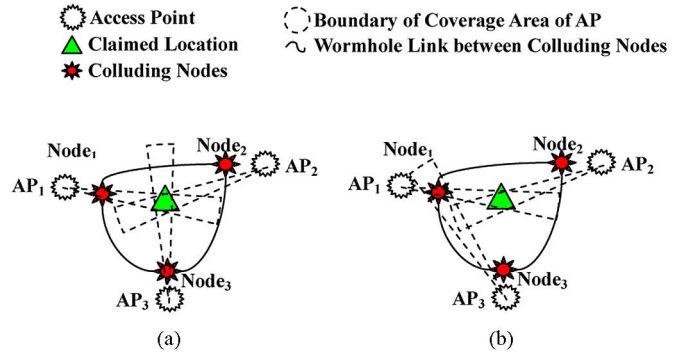 Access Point
Claimed Location
Colluding Nodes
Boundary of Coverage Area of AP
Wormhole Link between Colluding Nodes
Node1
Node2
AP1
AP2
Node3
AP3
(a)
Node1
Node2
AP1
AP2
Node3
AP3
(b)